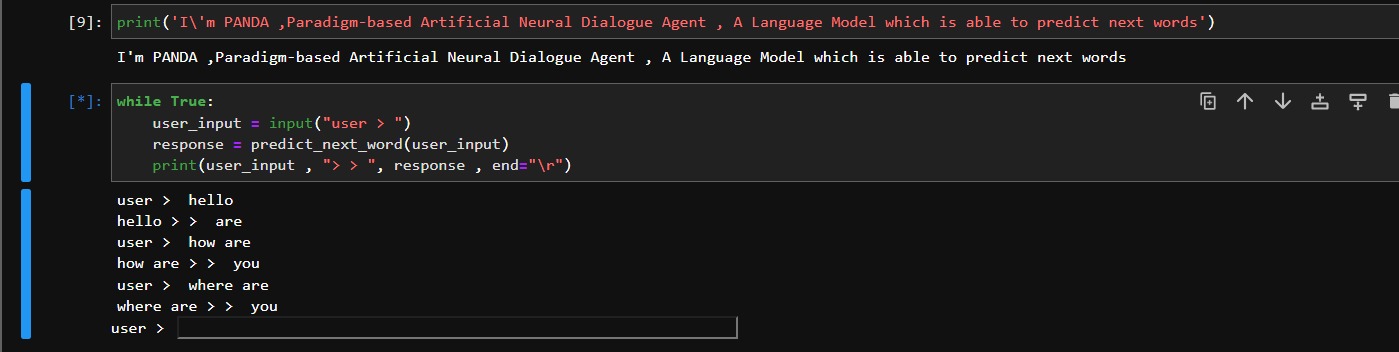 [9]: print('I\'m PANDA ,Paradigm-based Artificial Neural Dialogue Agent , A Language Model which is able to predict next words')
I'm PANDA ,Paradigm-based Artificial Neural Dialogue Agent , A Language Model which is able to predict next words
[*]: while True:
    user_input = input("user > ")
    response = predict_next_word(user_input)
    print(user_input , "> > ", response , end="\r")
user >  hello
hello > >  are
user >  how are
how are > >  you
user >  where are
where are > >  you
user >